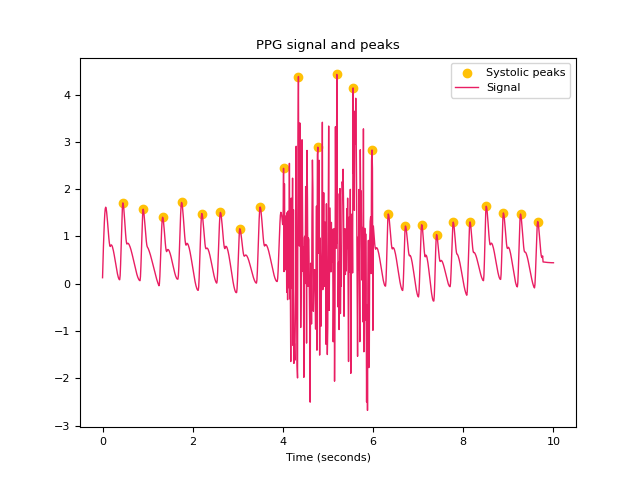 PPG signal and peaks
Systolic peaks
Signal
4
3
2
1
0
−1
−2
−3
0 2 4 6 8 10
Time (seconds)